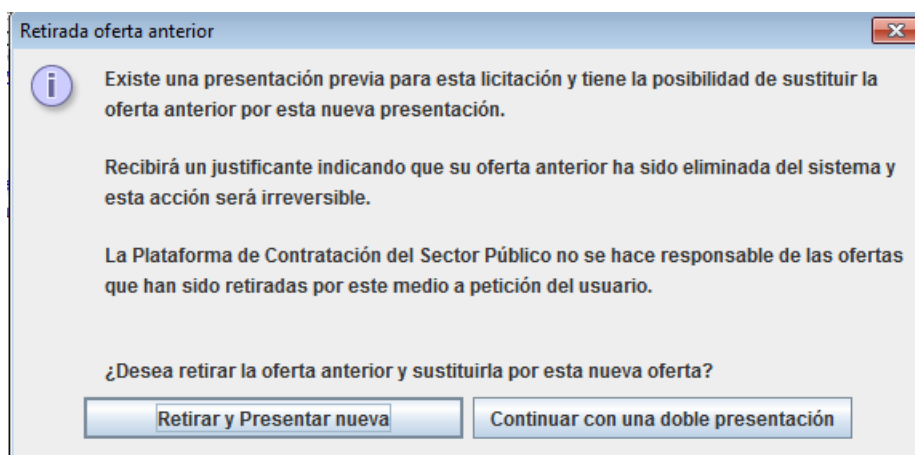 Retirada oferta anterior
Existe una presentación previa para esta licitación y tiene la posibilidad de sustituir la
oferta anterior por esta nueva presentación.
Recibirá un justificante indicando que su oferta anterior ha sido eliminada del sistema y
esta acción será irreversible.
La Plataforma de Contratación del Sector Público no se hace responsable de las ofertas
que han sido retiradas por este medio a petición del usuario.
¿Desea retirar la oferta anterior y sustituirla por esta nueva oferta?
Retirar y Presentar nueva
Continuar con una doble presentación